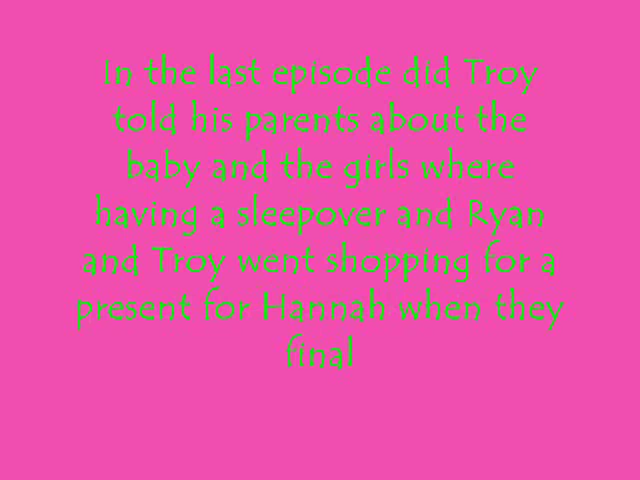 In the last episode did Troy
told his parents about the
baby and the girls where
having a sleepover and Ryan
and Troy went shopping for a
present for Hannah when they
final